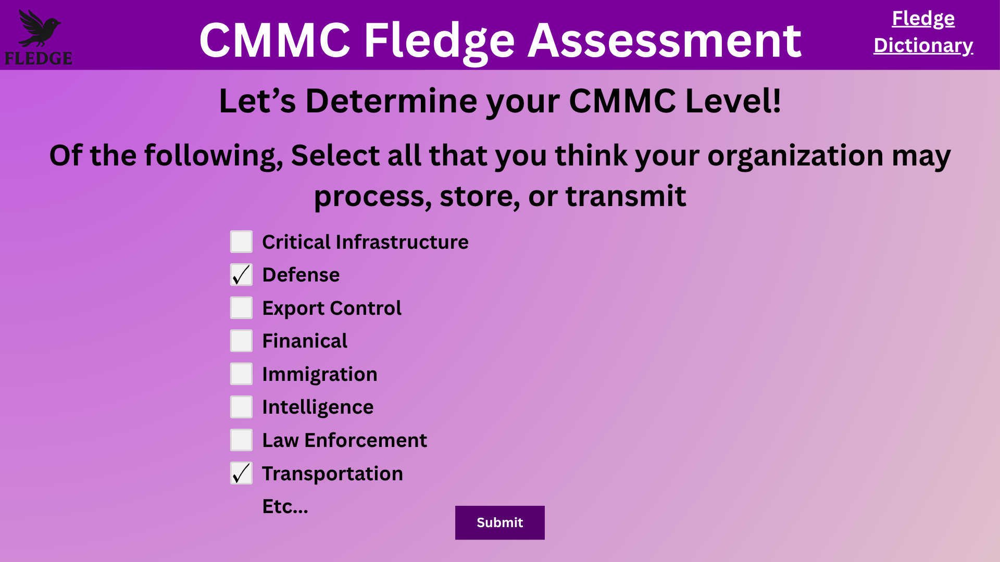 FLEDGE
CMMC Fledge Assessment
Fledge
Dictionary
Let’s Determine your CMMC Level!
Of the following, Select all that you think your organization may
process, store, or transmit
Critical Infrastructure
Defense
Export Control
Finanical
Immigration
Intelligence
Law Enforcement
Transportation
Etc...
Submit